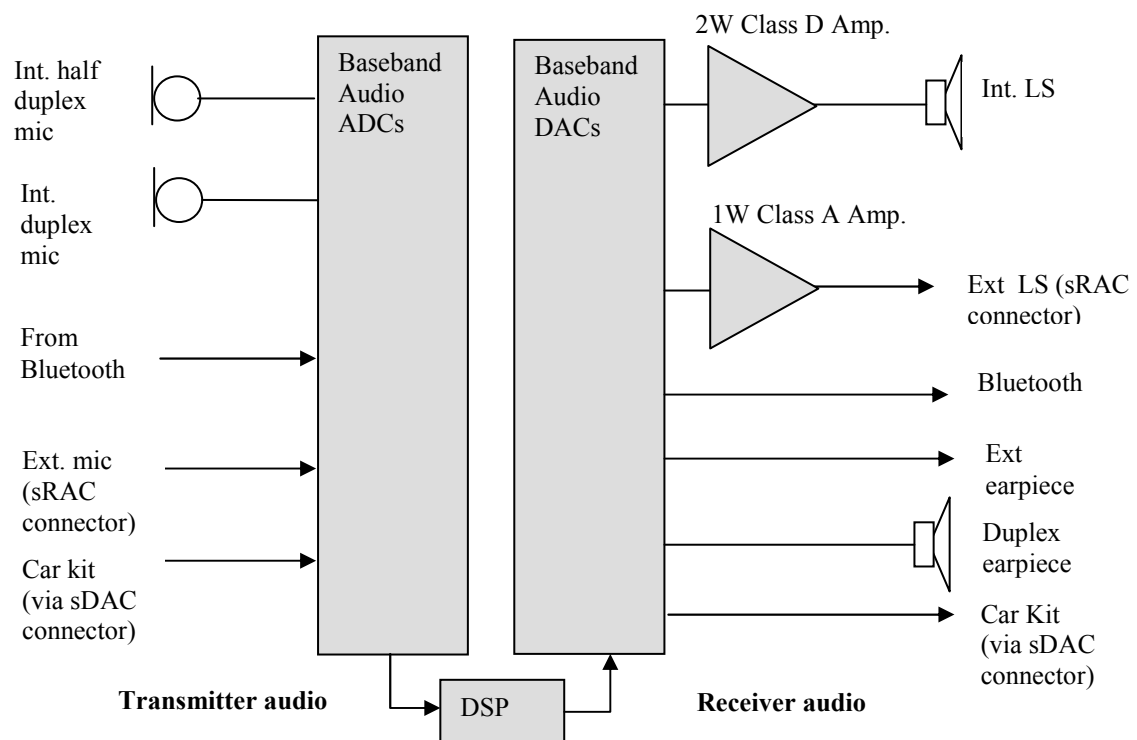 2W Class D Amp.
Int. half
duplex
mic
Baseband
Audio
ADCs
Baseband
Audio
DACs
Int. LS
Int.
duplex
mic
1W Class A Amp.
Ext LS (sRAC
connector)
From
Bluetooth
Bluetooth
Ext. mic
(sRAC
connector)
Ext
earpiece
Duplex
earpiece
Car kit
(via sDAC
connector)
Car Kit
(via sDAC
connector)
Transmitter audio
DSP
Receiver audio